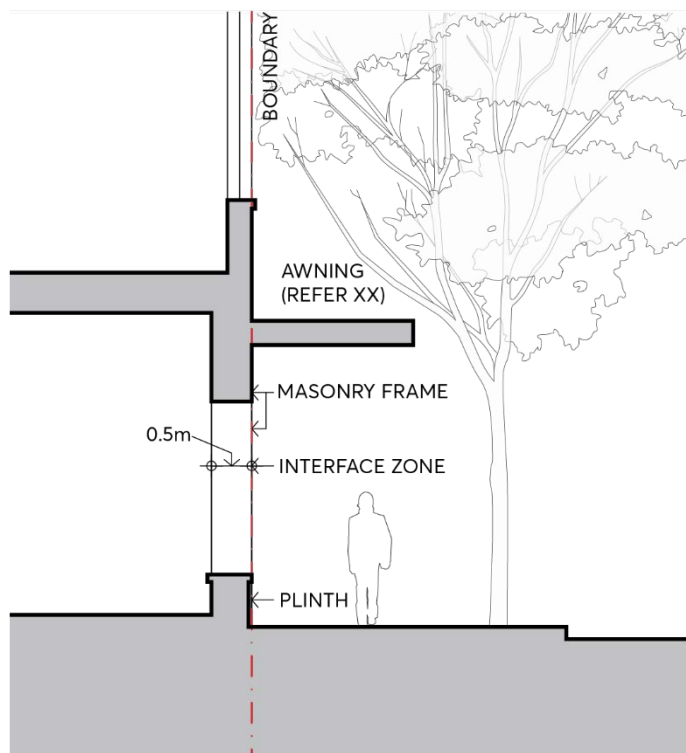 BOUNDARY
AWNING
(REFER XX)
MASONRY FRAME
0.5m
INTERFACE ZONE
PLINTH